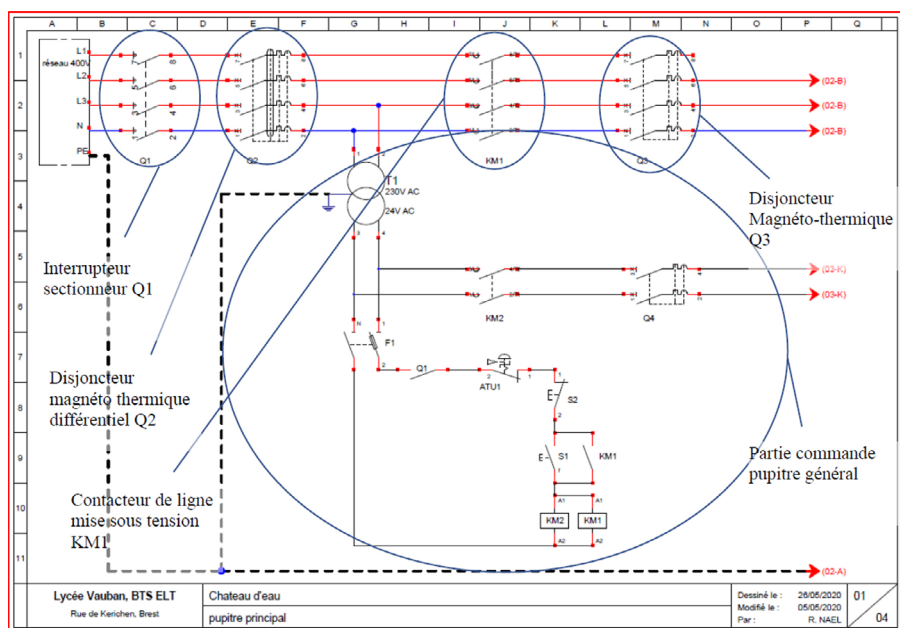 A B C D E F G H I J K L M N O P Q
1
L1
réseau 400V
L2
(02-B)
2
L3
(02-B)
N
(02-B)
PE
Q1
Q2
KM1
Q3
3
T1
230V AC
4
24V AC
Disjoncteur
Magnéto-thermique
Q3
5
(03-K)
Interrupteur
sectionneur Q1
6
(03-K)
KM2
Q4
7
F1
Q1
ATU1
8
S2
Disjoncteur
magnéto thermique
différentiel Q2
9
S1
KM1
Partie commande
pupitre général
10
A1 A1
KM2 KM1
A2 A2
Contacteur de ligne
mise sous tension
KM1
11
(02-A)
Lycée Vauban, BTS ELT
Rue de Kerichen, Brest
Chateau d'eau
pupitre principal
Dessiné le : 26/05/2020
Modifié le : 05/05/2020
Par : R. NAEL
01
04